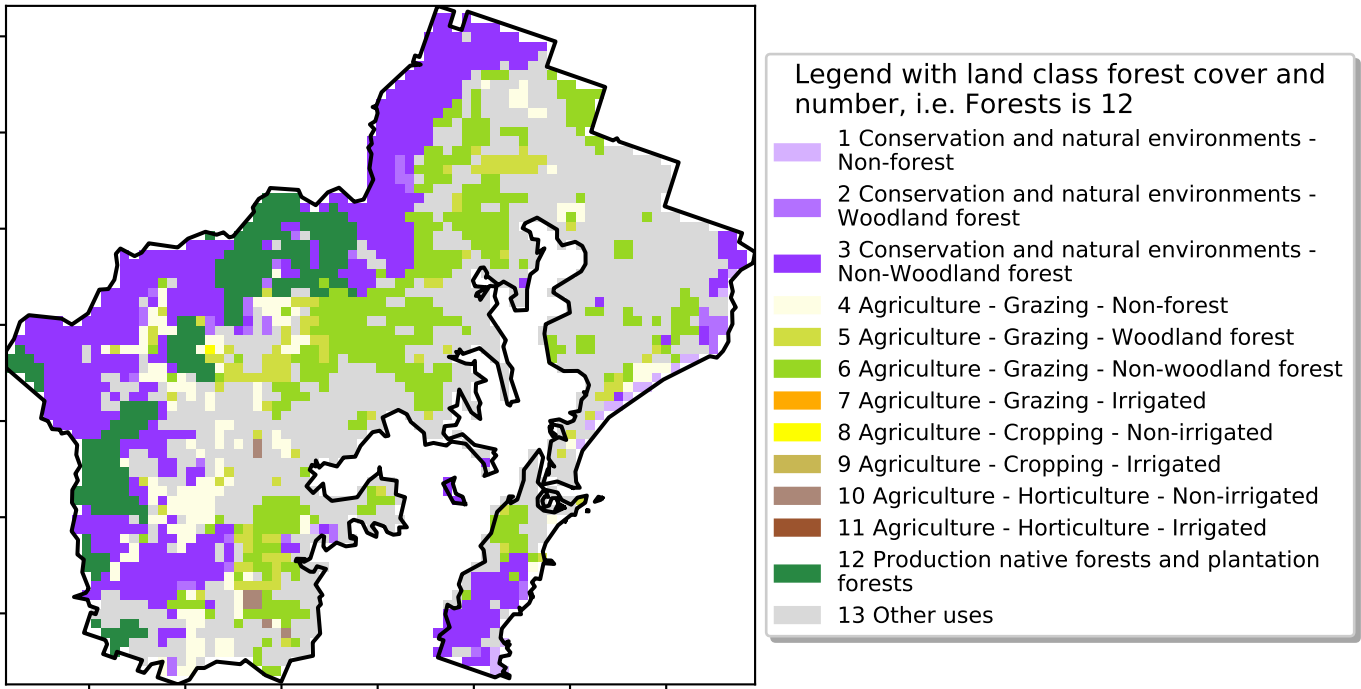 Legend with land class forest cover and
number, i.e. Forests is 12
1 Conservation and natural environments -
Non-forest
2 Conservation and natural environments -
Woodland forest
3 Conservation and natural environments -
Non-Woodland forest
4 Agriculture - Grazing - Non-forest
5 Agriculture - Grazing - Woodland forest
6 Agriculture - Grazing - Non-woodland forest
7 Agriculture - Grazing - Irrigated
8 Agriculture - Cropping - Non-irrigated
9 Agriculture - Cropping - Irrigated
10 Agriculture - Horticulture - Non-irrigated
11 Agriculture - Horticulture - Irrigated
12 Production native forests and plantation
forests
13 Other uses